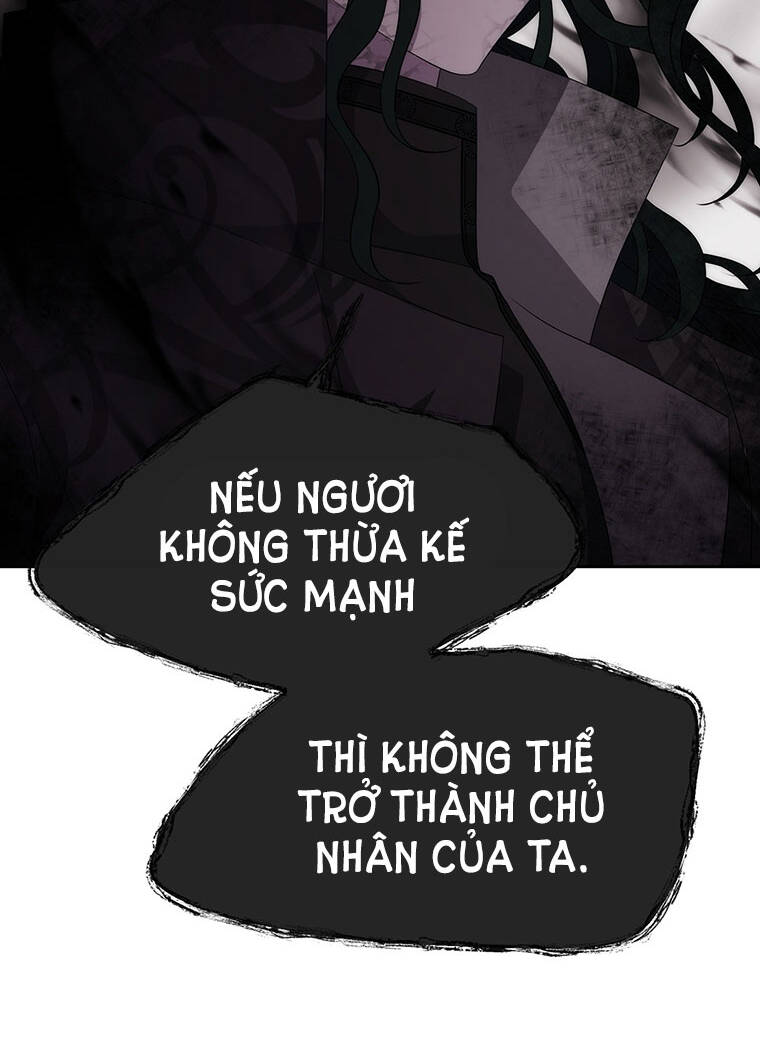 NẾU NGƯƠI
KHÔNG THỪA KẾ
SỨC MẠNH
THÌ KHÔNG THỂ
TRỞ THÀNH CHỦ
NHÂN CỦA TA.